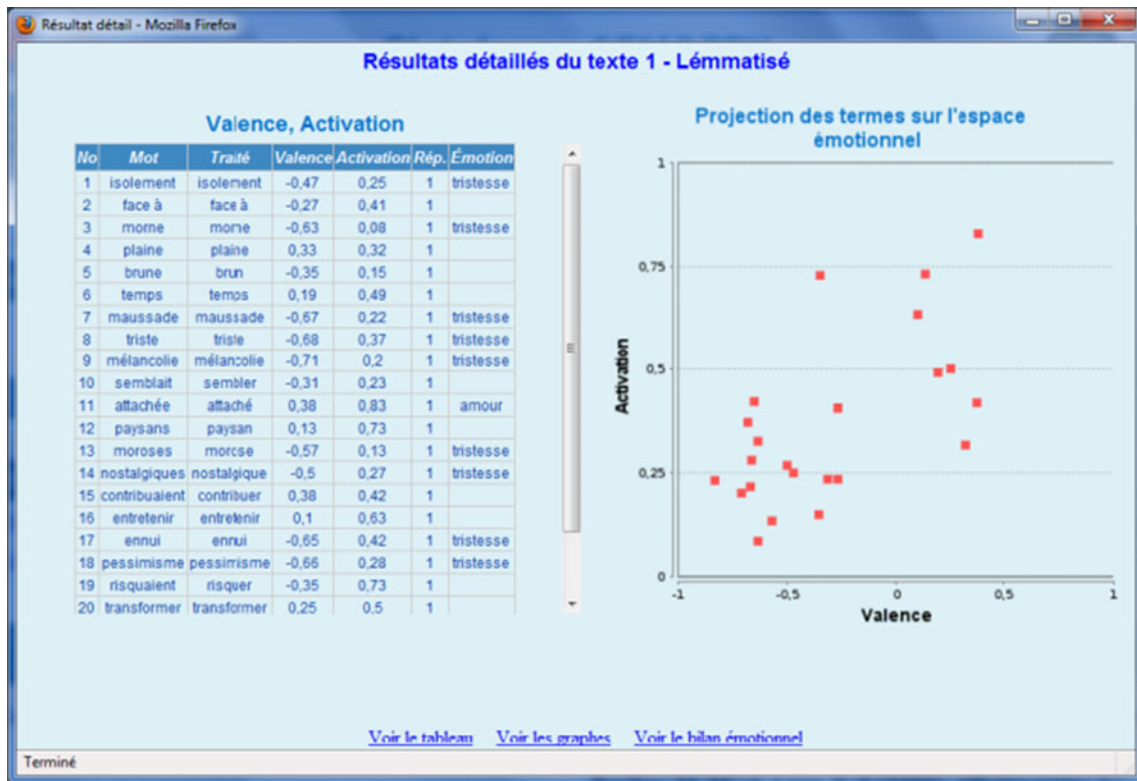 Résultat détail - Mozilla Firefox
Résultats détaillés du texte 1 - Lémmatisé
Valence, Activation
No Mot Traité Valence Activation Rép. Émotion
1 isolement isolement -0,47 0,25 1 tristesse
2 face à face à -0,27 0,41 1
3 morne morne -0,63 0,08 1 tristesse
4 plaine plaine 0,33 0,32 1
5 brune brun -0,35 0,15 1
6 temps temps 0,19 0,49 1
7 maussade maussade -0,67 0,22 1 tristesse
8 triste triste -0,68 0,37 1 tristesse
9 mélancolie mélancolie -0,71 0,2 1 tristesse
10 semblait sembler -0,31 0,23 1
11 attachée attaché 0,38 0,83 1 amour
12 paysans paysan 0,13 0,73 1
13 moroses morose -0,57 0,13 1 tristesse
14 nostalgiques nostalgique -0,5 0,27 1 tristesse
15 contribuaient contribuer 0,38 0,42 1
16 entretenir entretenir 0,1 0,63 1
17 ennui ennui -0,65 0,42 1 tristesse
18 pessimisme pessimisme -0,66 0,28 1 tristesse
19 risquaient risquer -0,35 0,73 1
20 transformer transformer 0,25 0,5 1
Projection des termes sur l'espace
émotionnel
1
0,75
0,5
0,25
0
Activation
-1 -0,5 0 0,5 1
Valence
Voir le tableau Voir les graphes Voir le bilan émotionnel
Terminé